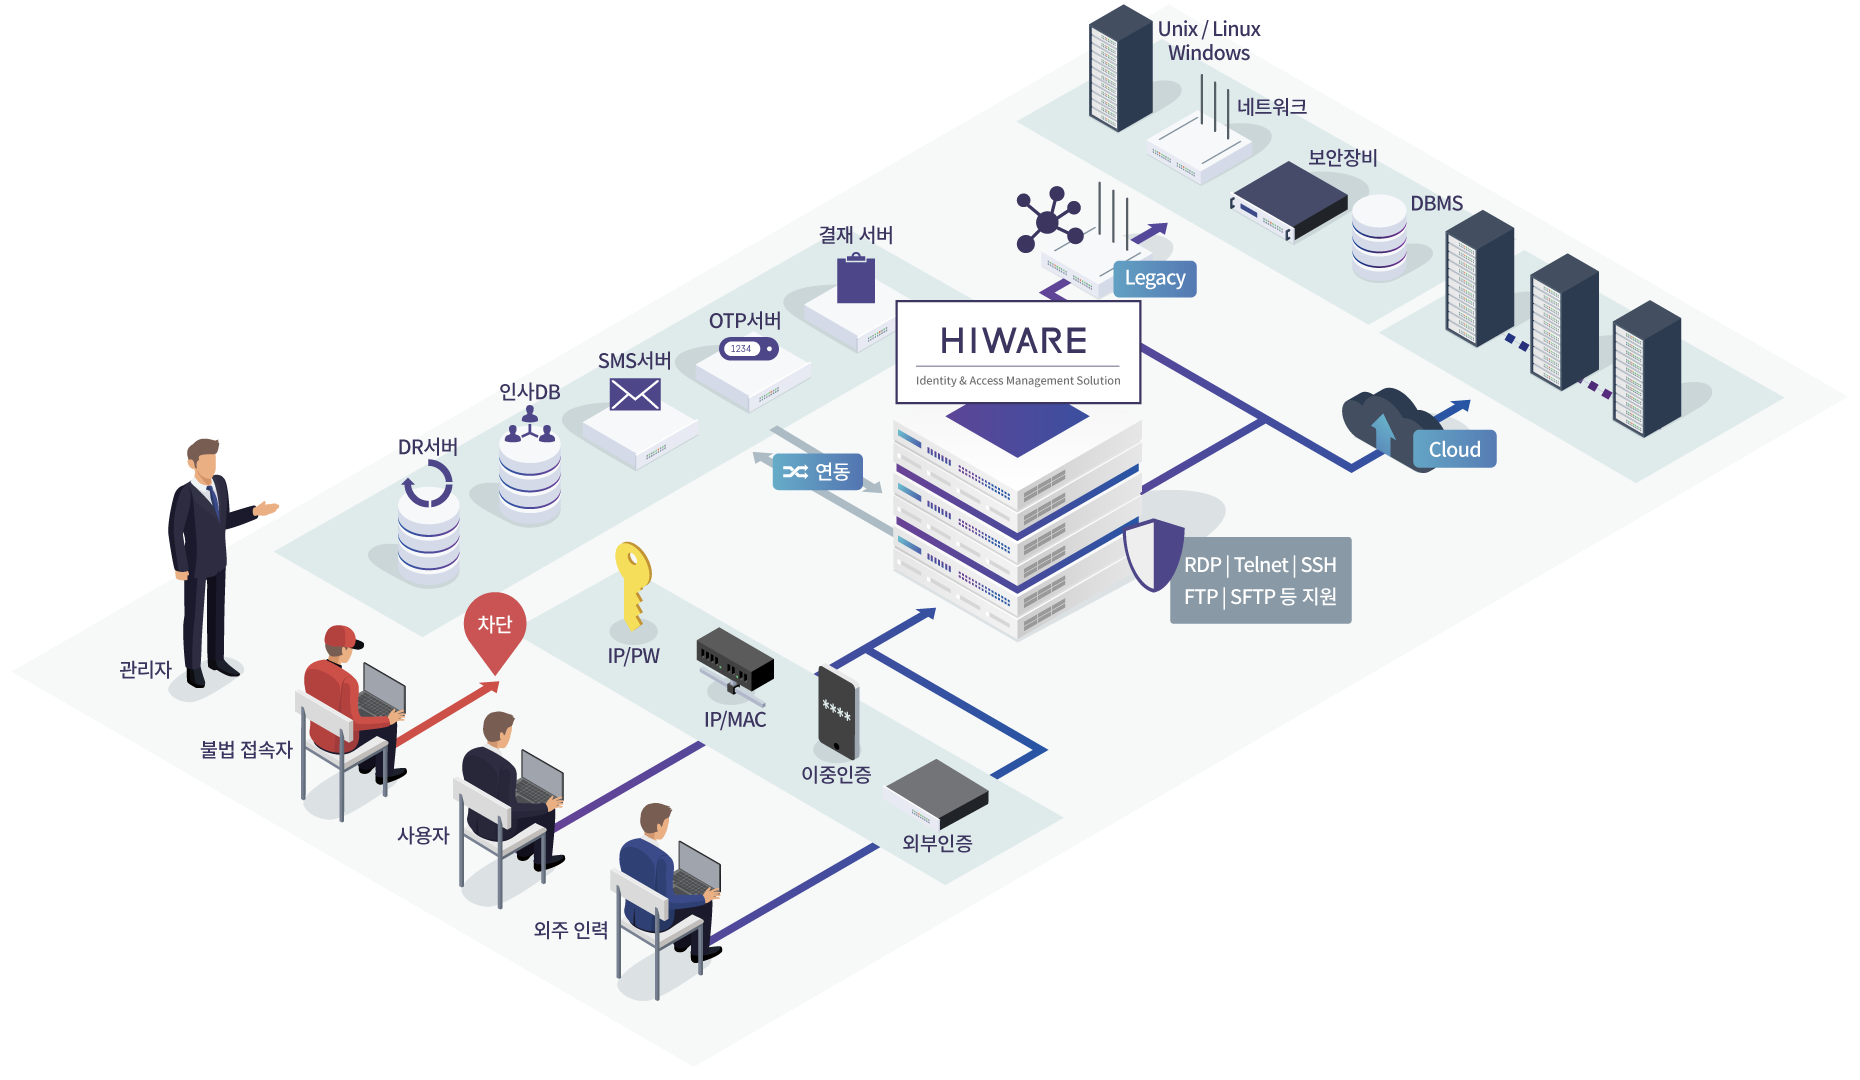 Unix / Linux
Windows
네트워크
보안장비
DBMS
Legacy
결재 서버
OTP서버
1234
SMS서버
인사DB
DR서버
HIWARE
Identity & Access Management Solution
연동
Cloud
RDP | Telnet | SSH
FTP | SFTP 등 지원
관리자
차단
불법 접속자
사용자
외주 인력
IP/PW
IP/MAC
****
이중인증
외부인증